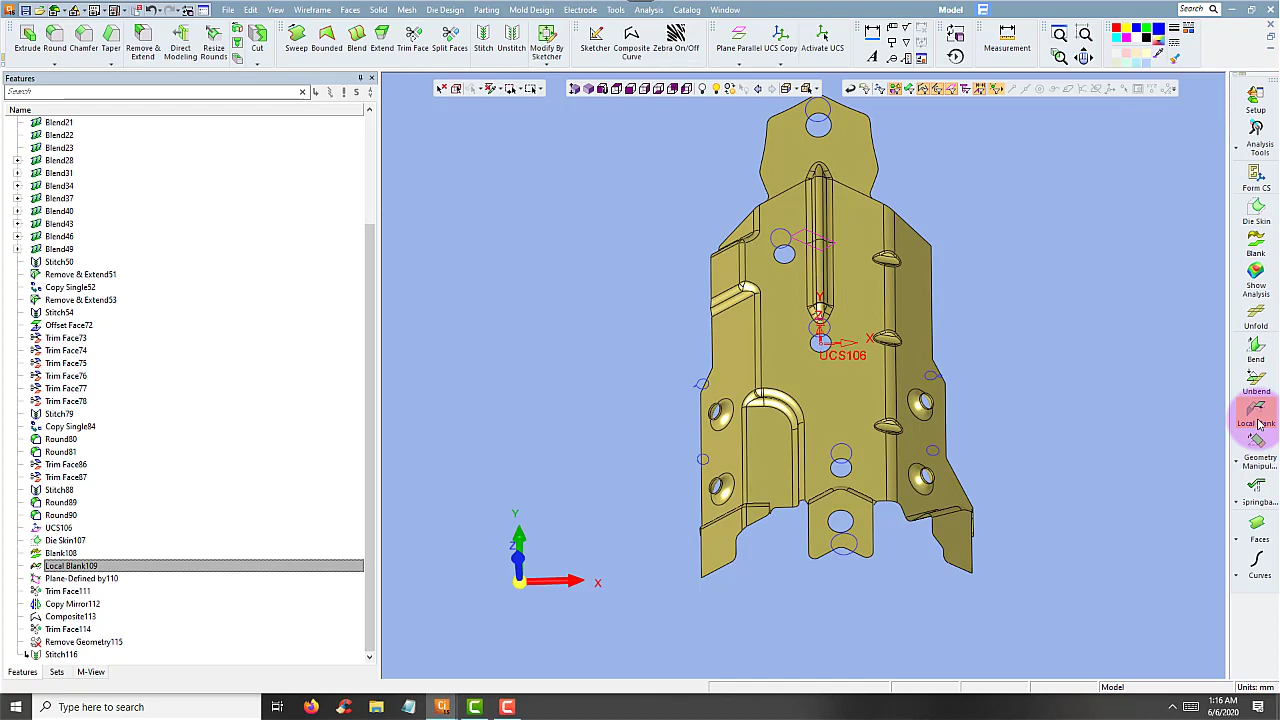 File Edit View Wireframe Faces Solid Mesh Die Design Parting Mold Design Electrode Tools Analysis Catalog Window Model Search
Extrude Round Chamfer Taper Remove & Extend Direct Modeling Resize Rounds Cut Sweep Bounded Blend Extend Stitch Unstitch Modify By Sketcher Sketcher Composite Curve Zebra On/Off Plane-Parallel UCS Copy Activate UCS Measurement
Features
Search
Name
Blend21
Blend22
Blend23
Blend28
Blend31
Blend34
Blend37
Blend40
Blend43
Blend46
Blend49
Stitch50
Remove & Extend51
Copy Single52
Remove & Extend53
Stitch54
Offset Face72
Trim Face73
Trim Face74
Trim Face75
Trim Face76
Trim Face77
Trim Face78
Stitch79
Copy Single84
Round80
Round81
Trim Face86
Trim Face87
Stitch88
Round89
Round90
UCS106
Die Skin107
Blank108
Local Blank109
Plane-Defined by110
Trim Face111
Copy Mirror112
Composite113
Trim Face114
Remove Geometry115
Stitch116
Features Sets M-View
Y
Z
X
UCS106
Y
Z
X
Setup
Analysis Tools
Form CS
Die Skin
Blank
Show Analysis
Unfold
Bend
Unbend
Local Blank
Geometry Manipul...
Springba...
Faces
Curves
Model Units: mm
Type here to search
1:16 AM
6/6/2020